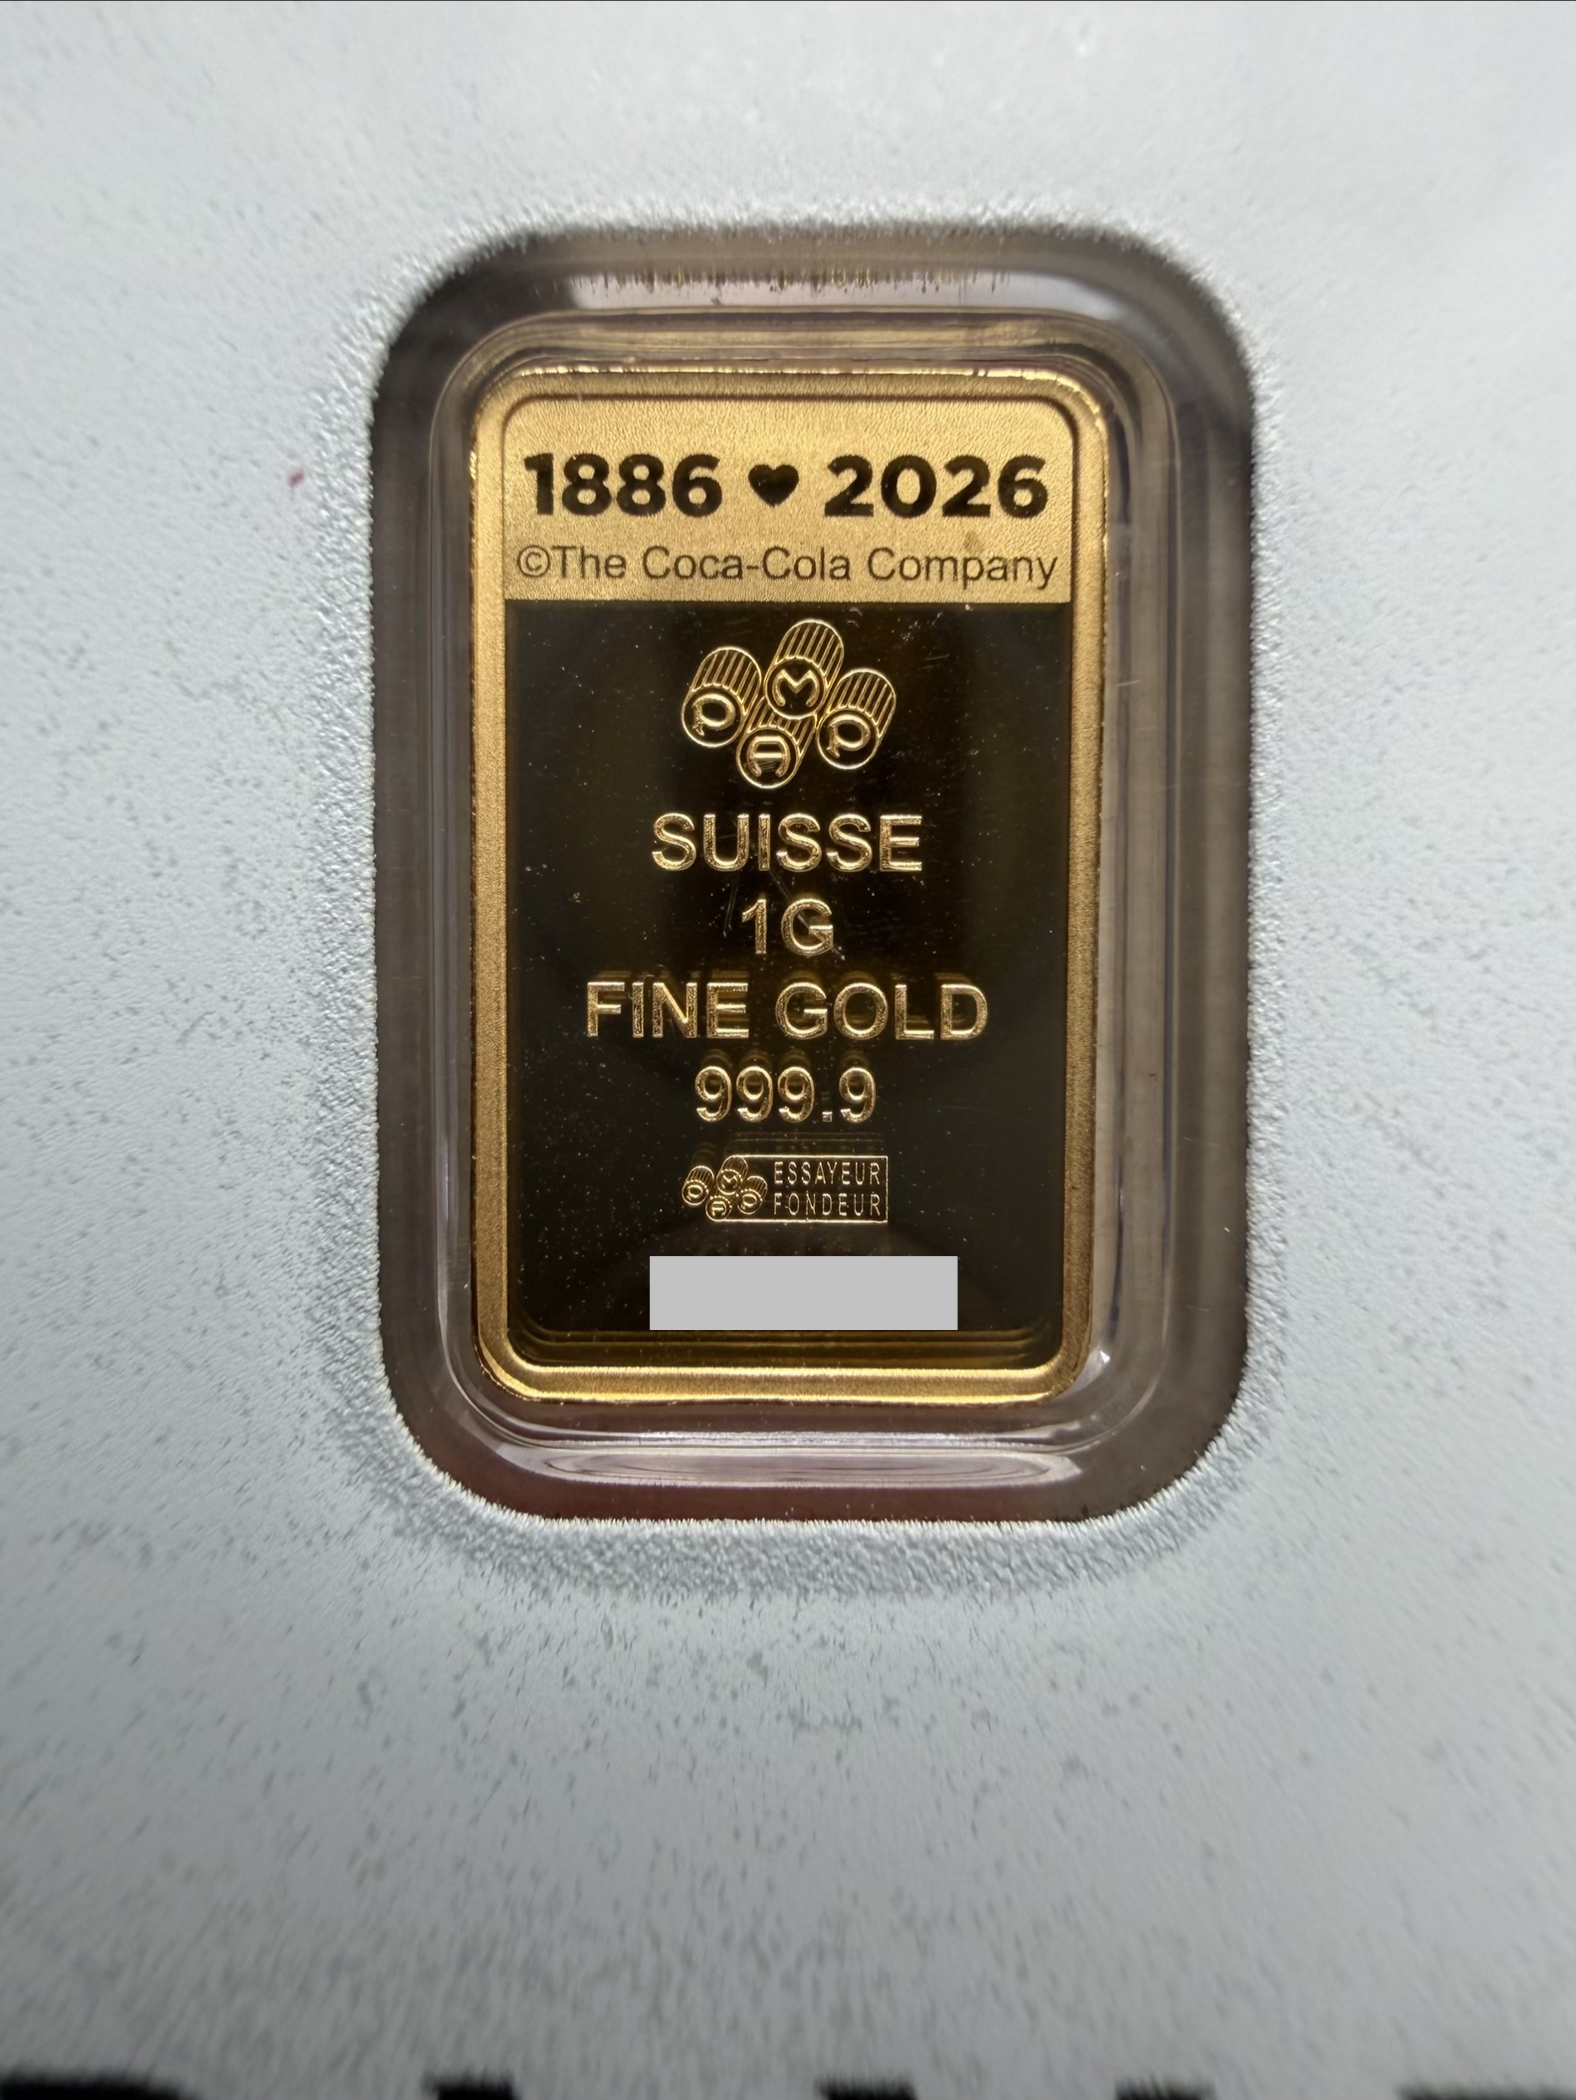 1886 ♥ 2026
©The Coca-Cola Company
PAMP
SUISSE
1G
FINE GOLD
999.9
PAMP ESSAYEUR
FONDEUR